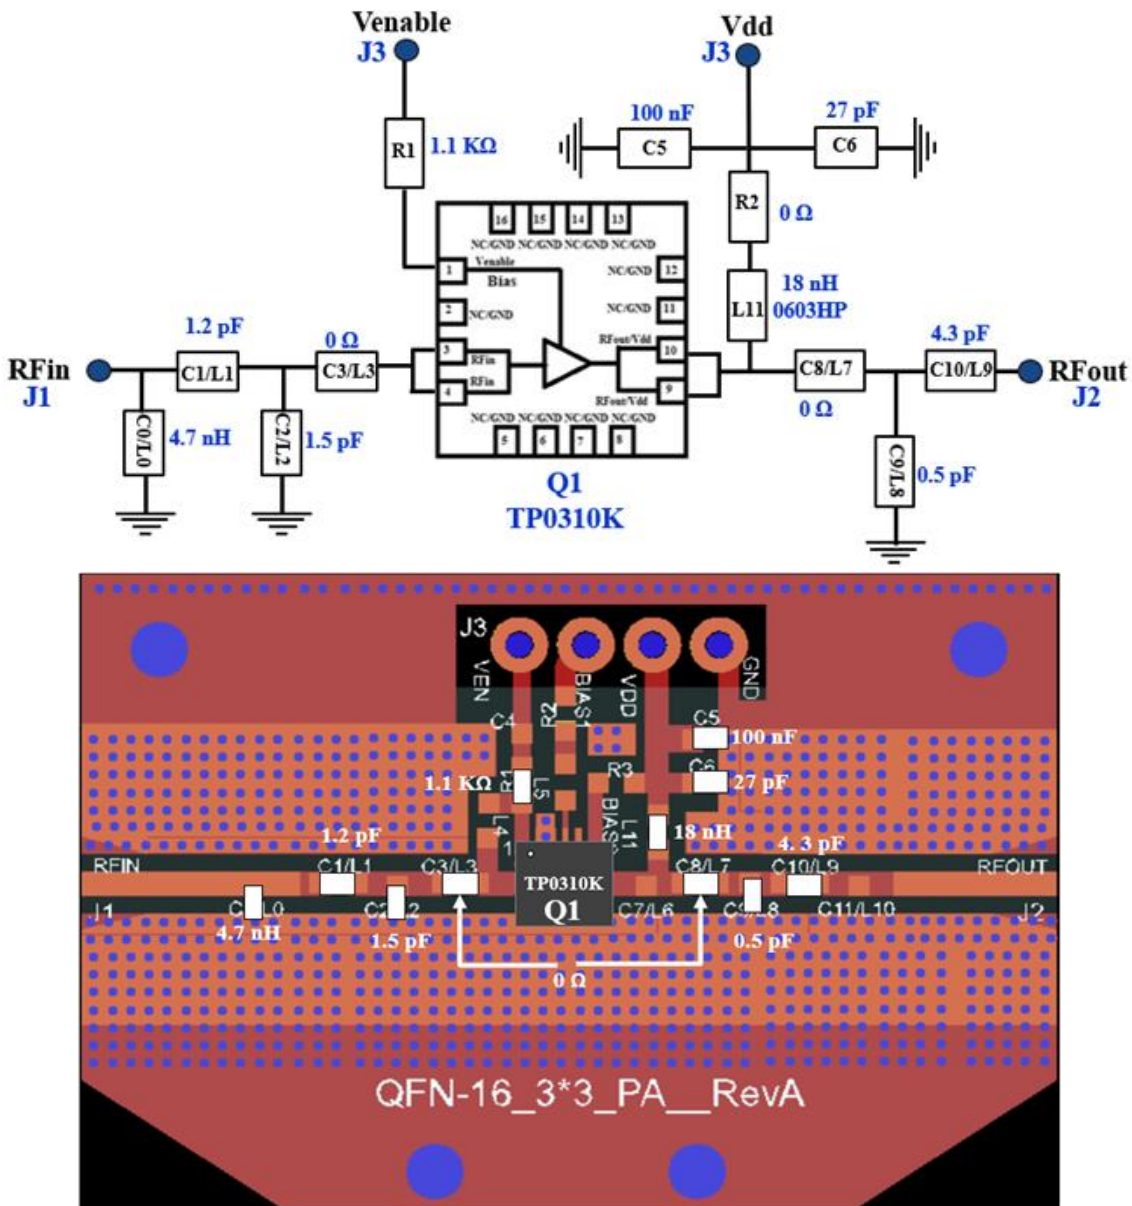 Venable
J3
Vdd
J3
100 nF
C5
27 pF
C6
R1
1.1 KΩ
R2
0 Ω
16 15 14 13
NC/GND NC/GND NC/GND NC/GND
1 Venable
Bias
NC/GND 12
2 NC/GND
NC/GND 11
18 nH
L11 0603HP
1.2 pF
0 Ω
RFin
J1
C1/L1
C3/L3
3 RFin
4 RFin
RFout/Vdd 10
RFout/Vdd 9
4.3 pF
C8/L7
0 Ω
C10/L9
RFout
J2
C0/L0
4.7 nH
C2/L2
1.5 pF
NC/GND NC/GND NC/GND NC/GND
5 6 7 8
C9/L8
0.5 pF
Q1
TP0310K
J3
VEN
BIAS1
VDD
GND
C4
R2
C5
100 nF
1.1 KΩ
R1
L5
R3
C6
27 pF
L4
1
L11
18 nH
1.2 pF
4. 3 pF
RFIN
C1/L1
C3/L3
TP0310K
Q1
C8/L7
C10/L9
RFOUT
J1
4.7 nH
C2/L2
1.5 pF
C7/L6
C9/L8
0.5 pF
C11/L10
J2
0 Ω
QFN-16_3*3_PA__RevA